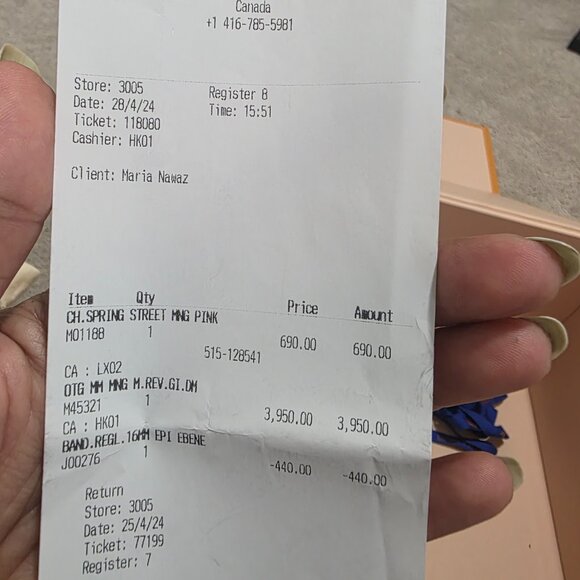 Canada
+1 416-785-5981
Store: 3005
Date: 28/4/24 Register 8
Ticket: 118080 Time: 15:51
Cashier: HK01
Client: Maria Nawaz
Item Qty Price Amount
CH.SPRING STREET MNG PINK
M01188 1 690.00 690.00
515-128541
CA : LX02
OTG MM MNG M.REV.GI.DM
M45321 1 3,950.00 3,950.00
CA : HK01
BAND.REGL.16MM EPI EBENE
J00276 1 -440.00 -440.00
Return
Store: 3005
Date: 25/4/24
Ticket: 77199
Register: 7